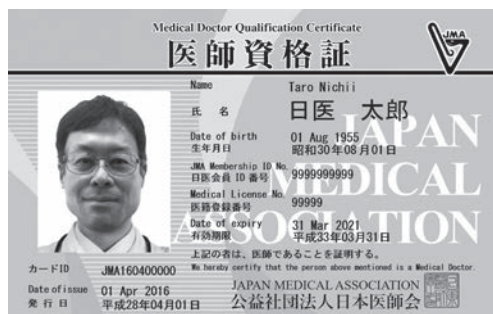 Medical Doctor Qualification Certificate
医師資格証
JMA
Name Taro Nichii
氏 名 日医 太郎
Date of birth 01 Aug 1955
生年月日 昭和30年08月01日
JMA Membership ID No.
日医会員 ID 番号 9999999999
Medical License No.
医籍登録番号 99999
Date of expiry 31 Mar 2021
有効期限 平成33年03月31日
JAPAN
MEDICAL
ASSOCIATION
上記の者は、医師であることを証明する。
We hereby certify that the person above mentioned is a Medical Doctor.
カードID JMA160400000
Date of issue 01 Apr 2016
発行日 平成28年04月01日
JAPAN MEDICAL ASSOCIATION
公益社団法人日本医師会